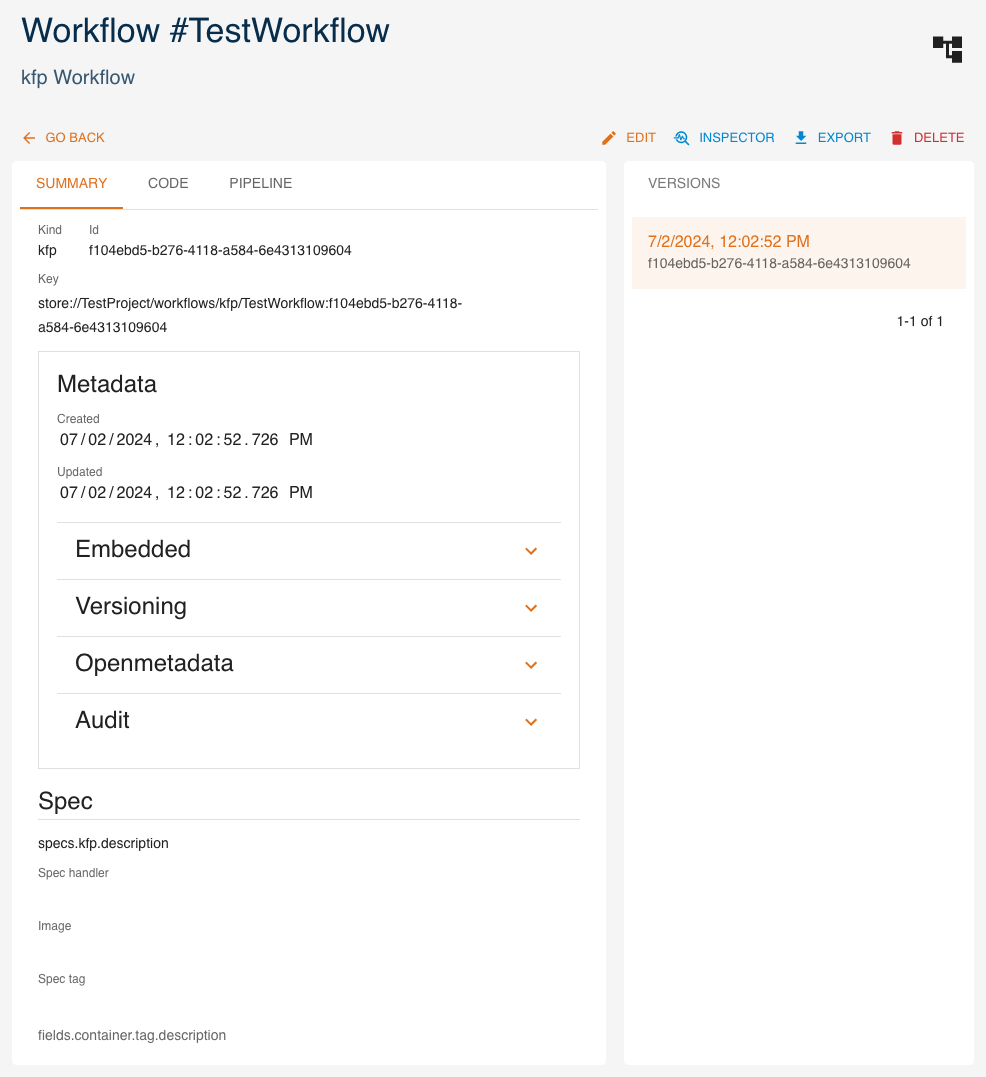 Workflow #TestWorkflow
kfp Workflow
GO BACK
EDIT
INSPECTOR
EXPORT
DELETE
SUMMARY
CODE
PIPELINE
Kind
Id
kfp
f104ebd5-b276-4118-a584-6e4313109604
Key
store://TestProject/workflows/kfp/TestWorkflow:f104ebd5-b276-4118-
a584-6e4313109604
Metadata
Created
07/02/2024, 12:02:52.726 PM
Updated
07/02/2024, 12:02:52.726 PM
Embedded
Versioning
Openmetadata
Audit
Spec
specs.kfp.description
Spec handler
Image
Spec tag
fields.container.tag.description
VERSIONS
7/2/2024, 12:02:52 PM
f104ebd5-b276-4118-a584-6e4313109604
1-1 of 1